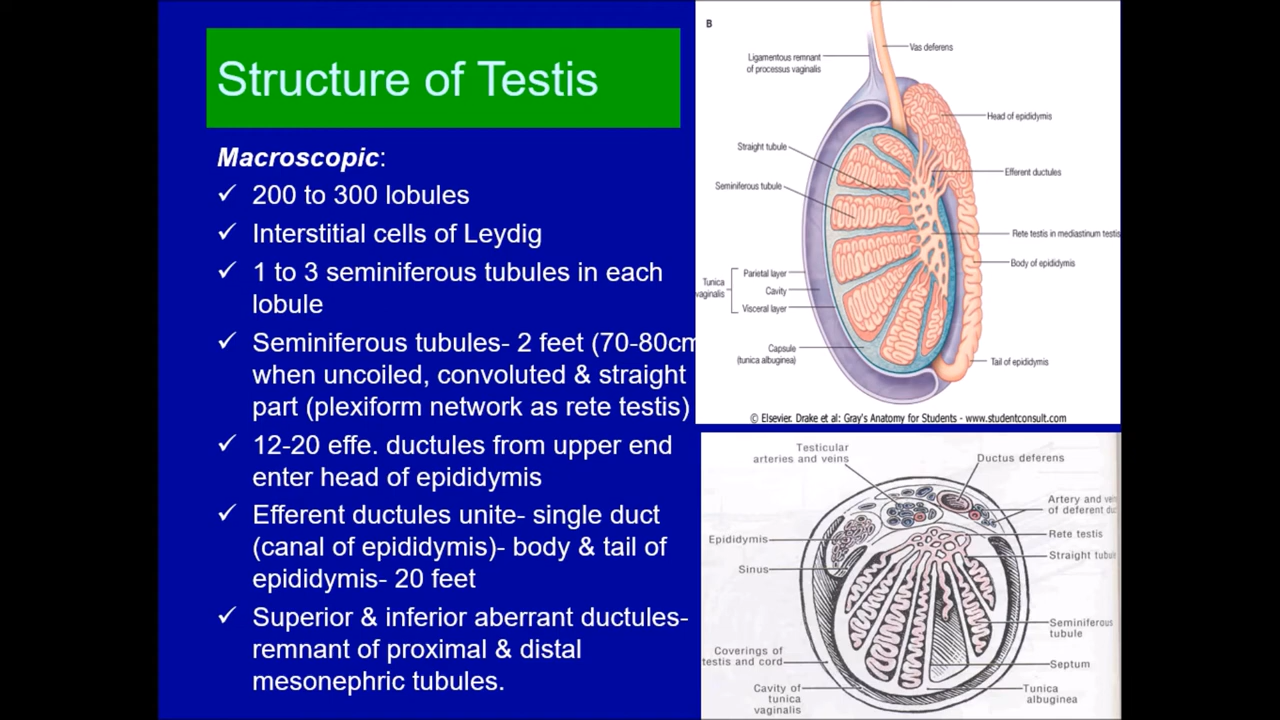 Structure of Testis
Macroscopic:
✓ 200 to 300 lobules
✓ Interstitial cells of Leydig
✓ 1 to 3 seminiferous tubules in each
lobule
✓ Seminiferous tubules- 2 feet (70-80cm
when uncoiled, convoluted & straight
part (plexiform network as rete testis)
✓ 12-20 effe. ductules from upper end
enter head of epididymis
✓ Efferent ductules unite- single duct
(canal of epididymis)- body & tail of
epididymis- 20 feet
✓ Superior & inferior aberrant ductules-
remnant of proximal & distal
mesonephric tubules.
B
Vas deferens
Ligamentous remnant
of processus vaginalis
Head of epididymis
Straight tubule
Efferent ductules
Seminiferous tubule
Rete testis in mediastinum testis
Body of epididymis
Tunica
vaginalis
Parietal layer
Cavity
Visceral layer
Capsule
(tunica albuginea)
Tail of epididymis
© Elsevier. Drake et al: Gray's Anatomy for Students - www.studentconsult.com
Testicular
arteries and veins
Ductus deferens
Artery and vei
of deferent du
Epididymis
Rete testis
Straight tubul
Sinus
Seminiferous
tubule
Coverings of
testis and cord
Septum
Cavity of
tunica
vaginalis
Tunica
albuginea